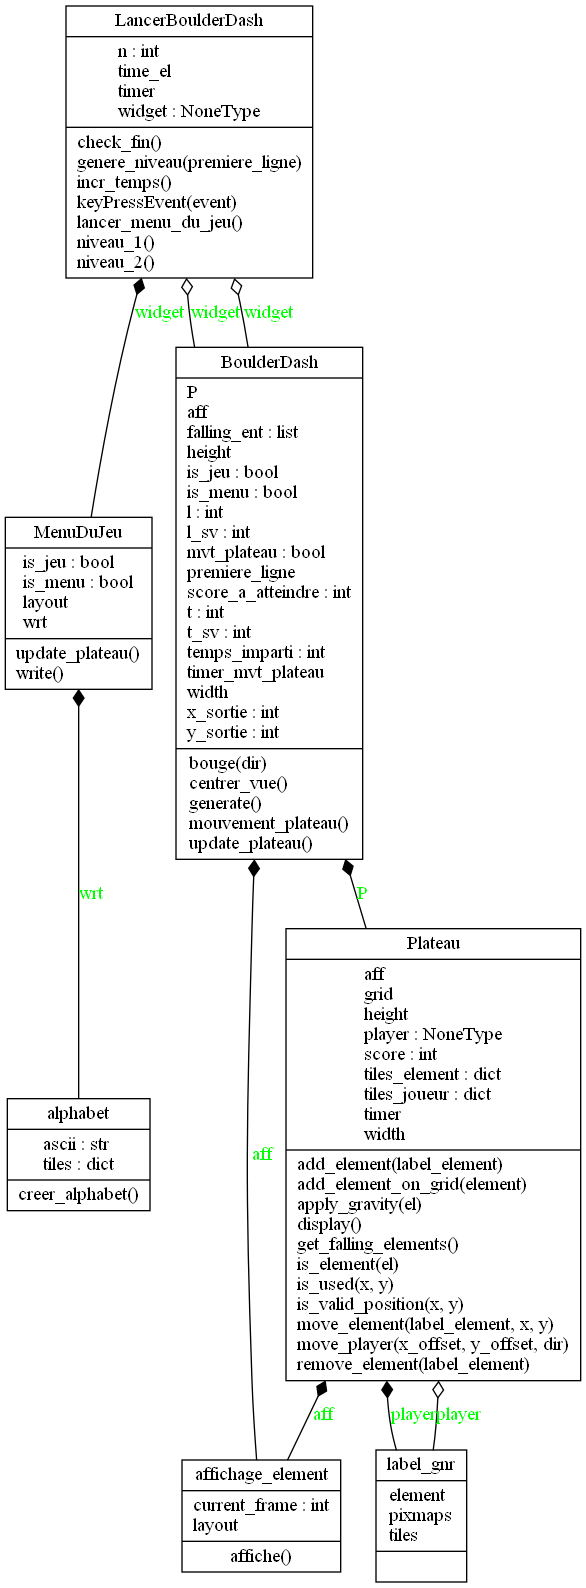 LancerBoulderDash
n : int
time_el
timer
widget : NoneType
check_fin()
genere_niveau(premiere_ligne)
incr_temps()
keyPressEvent(event)
lancer_menu_du_jeu()
niveau_1()
niveau_2()
widget widget widget
BoulderDash
P
aff
falling_ent : list
height
is_jeu : bool
is_menu : bool
l : int
l_sv : int
mvt_plateau : bool
premiere_ligne
score_a_atteindre : int
t : int
t_sv : int
temps_imparti : int
timer_mvt_plateau
width
x_sortie : int
y_sortie : int
bouge(dir)
centrer_vue()
generate()
mouvement_plateau()
update_plateau()
MenuDuJeu
is_jeu : bool
is_menu : bool
layout
wrt
update_plateau()
write()
wrt
P
Plateau
aff
grid
height
player : NoneType
score : int
tiles_element : dict
tiles_joueur : dict
timer
width
add_element(label_element)
add_element_on_grid(element)
apply_gravity(el)
display()
get_falling_elements()
is_element(el)
is_used(x, y)
is_valid_position(x, y)
move_element(label_element, x, y)
move_player(x_offset, y_offset, dir)
remove_element(label_element)
alphabet
ascii : str
tiles : dict
creer_alphabet()
aff
aff
player player
affichage_element
current_frame : int
layout
affiche()
label_gnr
element
pixmaps
tiles